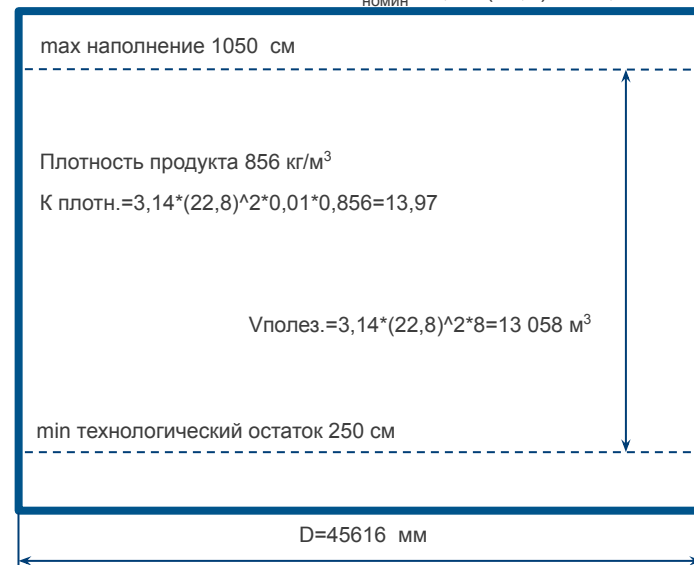 номин
max наполнение 1050 см
Плотность продукта 856 кг/м³
К плотн.=3,14*(22,8)^2*0,01*0,856=13,97
Vполез.=3,14*(22,8)^2*8=13 058 м³
min технологический остаток 250 см
D=45616 мм